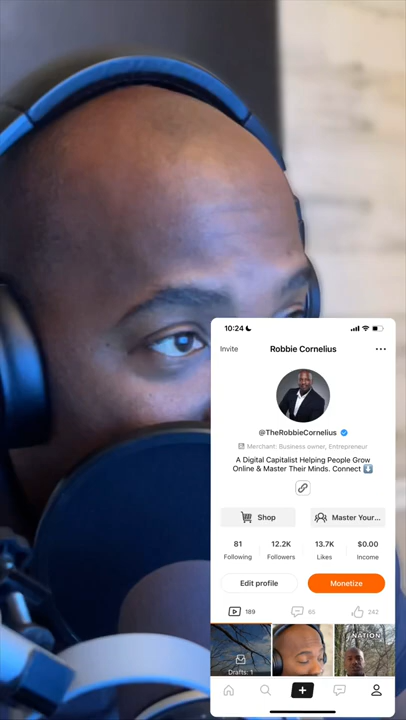 10:24
Invite
Robbie Cornelius
@TheRobbieCornelius
Merchant: Business owner, Entrepreneur
A Digital Capitalist Helping People Grow
Online & Master Their Minds. Connect ⬇️
Shop
Master Your...
81
12.2K
13.7K
$0.00
Following
Followers
Likes
Income
Edit profile
Monetize
189
65
242
Drafts: 1
NATION